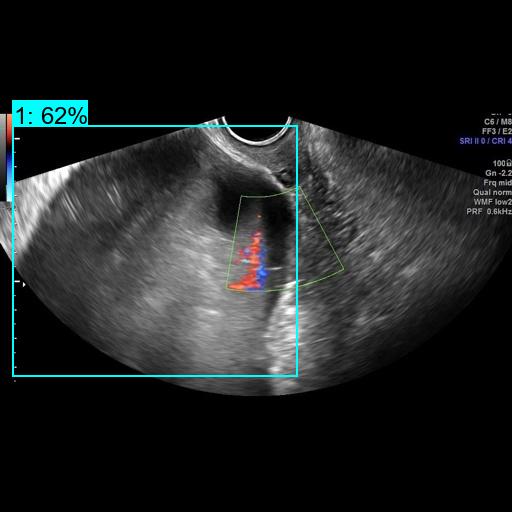 1: 62%
C6 / M8
FF3 / E2
SRI II 0 / CRI 4
100
Gn -2.2
Frq mid
Qual norm
WMF low2
PRF 0.6kHz